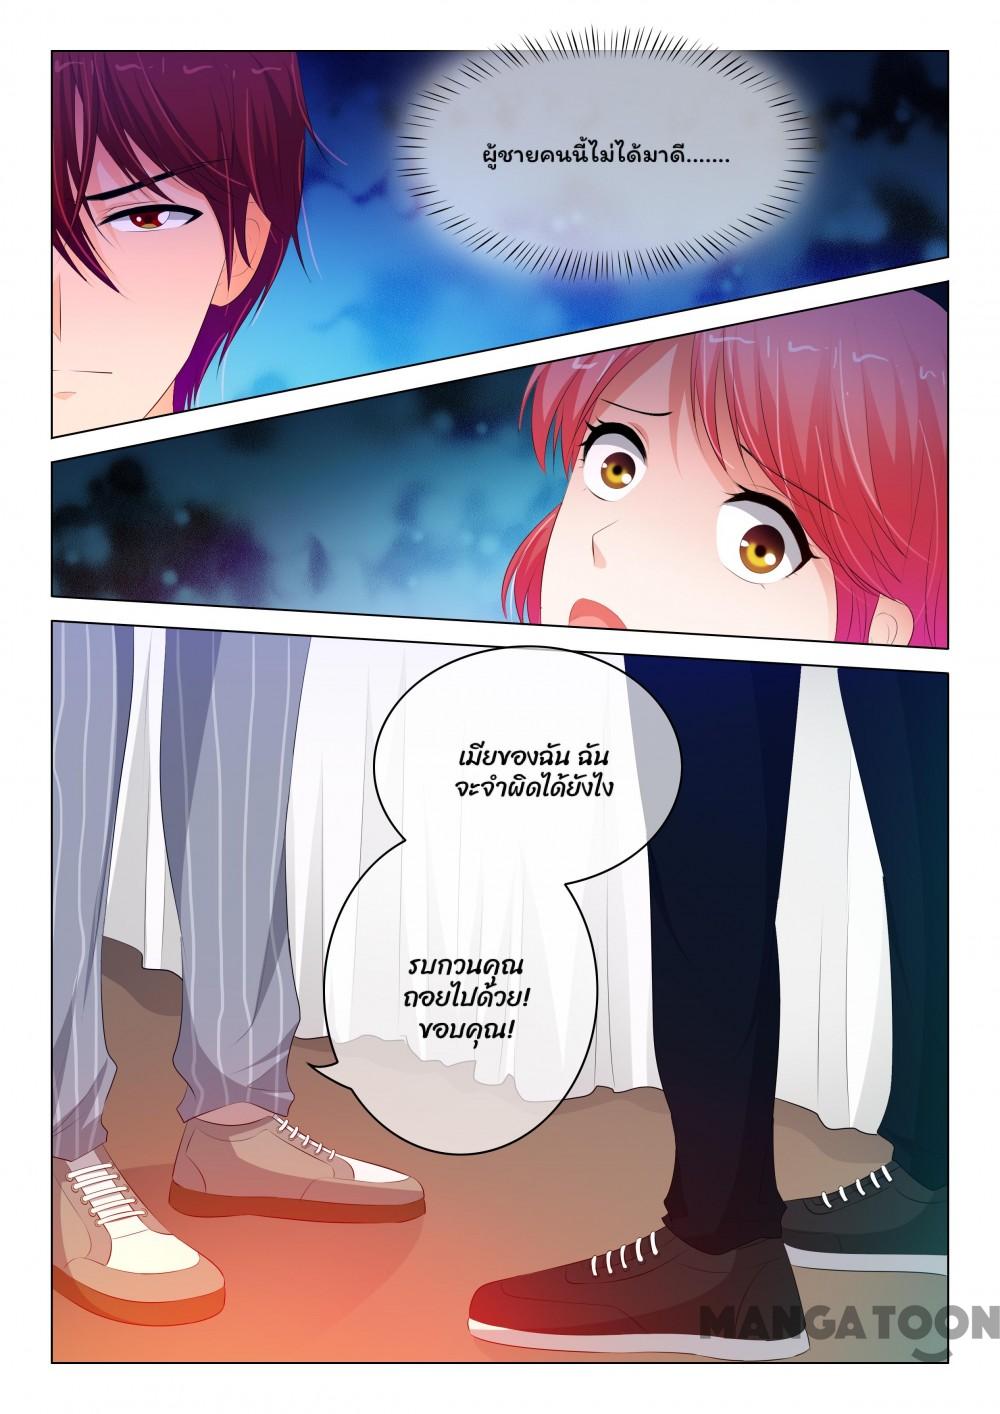 ผู้ชายคนนี้ไม่ได้มาดี.......
เมียของฉัน ฉัน
จะจำผิดได้ยังไง
รบกวนคุณ
ถอยไปด้วย!
ขอบคุณ!
MANGATOON